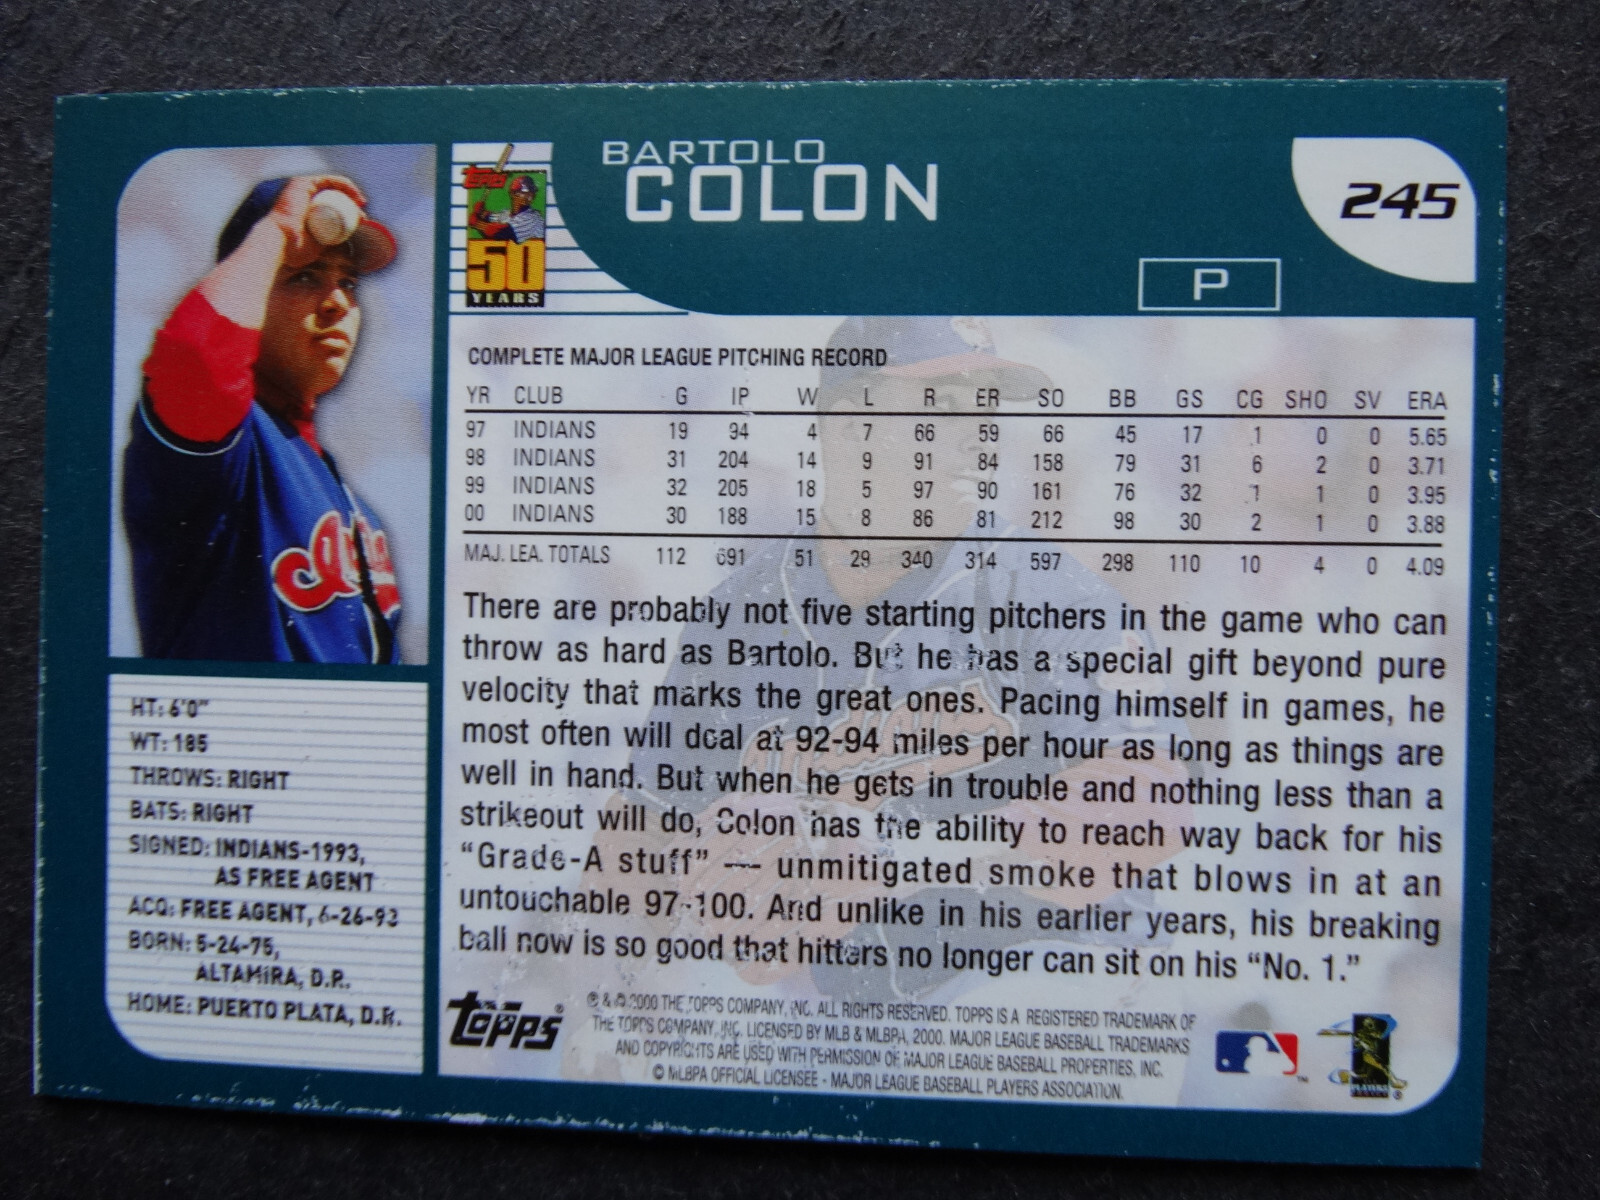 BARTOLO
COLON
245
Topps
50
YEARS
P
COMPLETE MAJOR LEAGUE PITCHING RECORD
YR CLUB G IP W L R ER SO BB GS CG SHO SV ERA
97 INDIANS 19 94 4 7 66 59 66 45 17 1 0 0 5.65
98 INDIANS 31 204 14 9 91 84 158 79 31 6 2 0 3.71
99 INDIANS 32 205 18 5 97 90 161 76 32 1 1 0 3.95
00 INDIANS 30 188 15 8 86 81 212 98 30 2 1 0 3.88
MAJ. LEA. TOTALS 112 691 51 29 340 314 597 298 110 10 4 0 4.09
There are probably not five starting pitchers in the game who can
throw as hard as Bartolo. But he has a special gift beyond pure
velocity that marks the great ones. Pacing himself in games, he
most often will deal at 92-94 miles per hour as long as things are
well in hand. But when he gets in trouble and nothing less than a
strikeout will do, Colon has the ability to reach way back for his
“Grade-A stuff” — unmitigated smoke that blows in at an
untouchable 97-100. And unlike in his earlier years, his breaking
ball now is so good that hitters no longer can sit on his “No. 1.”
HT: 6'0"
WT: 185
THROWS: RIGHT
BATS: RIGHT
SIGNED: INDIANS-1993,
AS FREE AGENT
ACQ: FREE AGENT, 6-26-93
BORN: 5-24-75,
ALTAMIRA, D.R.
HOME: PUERTO PLATA, D.R.
Topps®
® & © 2000 THE TOPPS COMPANY, INC. ALL RIGHTS RESERVED. TOPPS IS A REGISTERED TRADEMARK OF
THE TOPPS COMPANY, INC. LICENSED BY MLB & MLBPA, 2000. MAJOR LEAGUE BASEBALL TRADEMARKS
AND COPYRIGHTS ARE USED WITH PERMISSION OF MAJOR LEAGUE BASEBALL PROPERTIES, INC.
© MLBPA OFFICIAL LICENSEE - MAJOR LEAGUE BASEBALL PLAYERS ASSOCIATION.